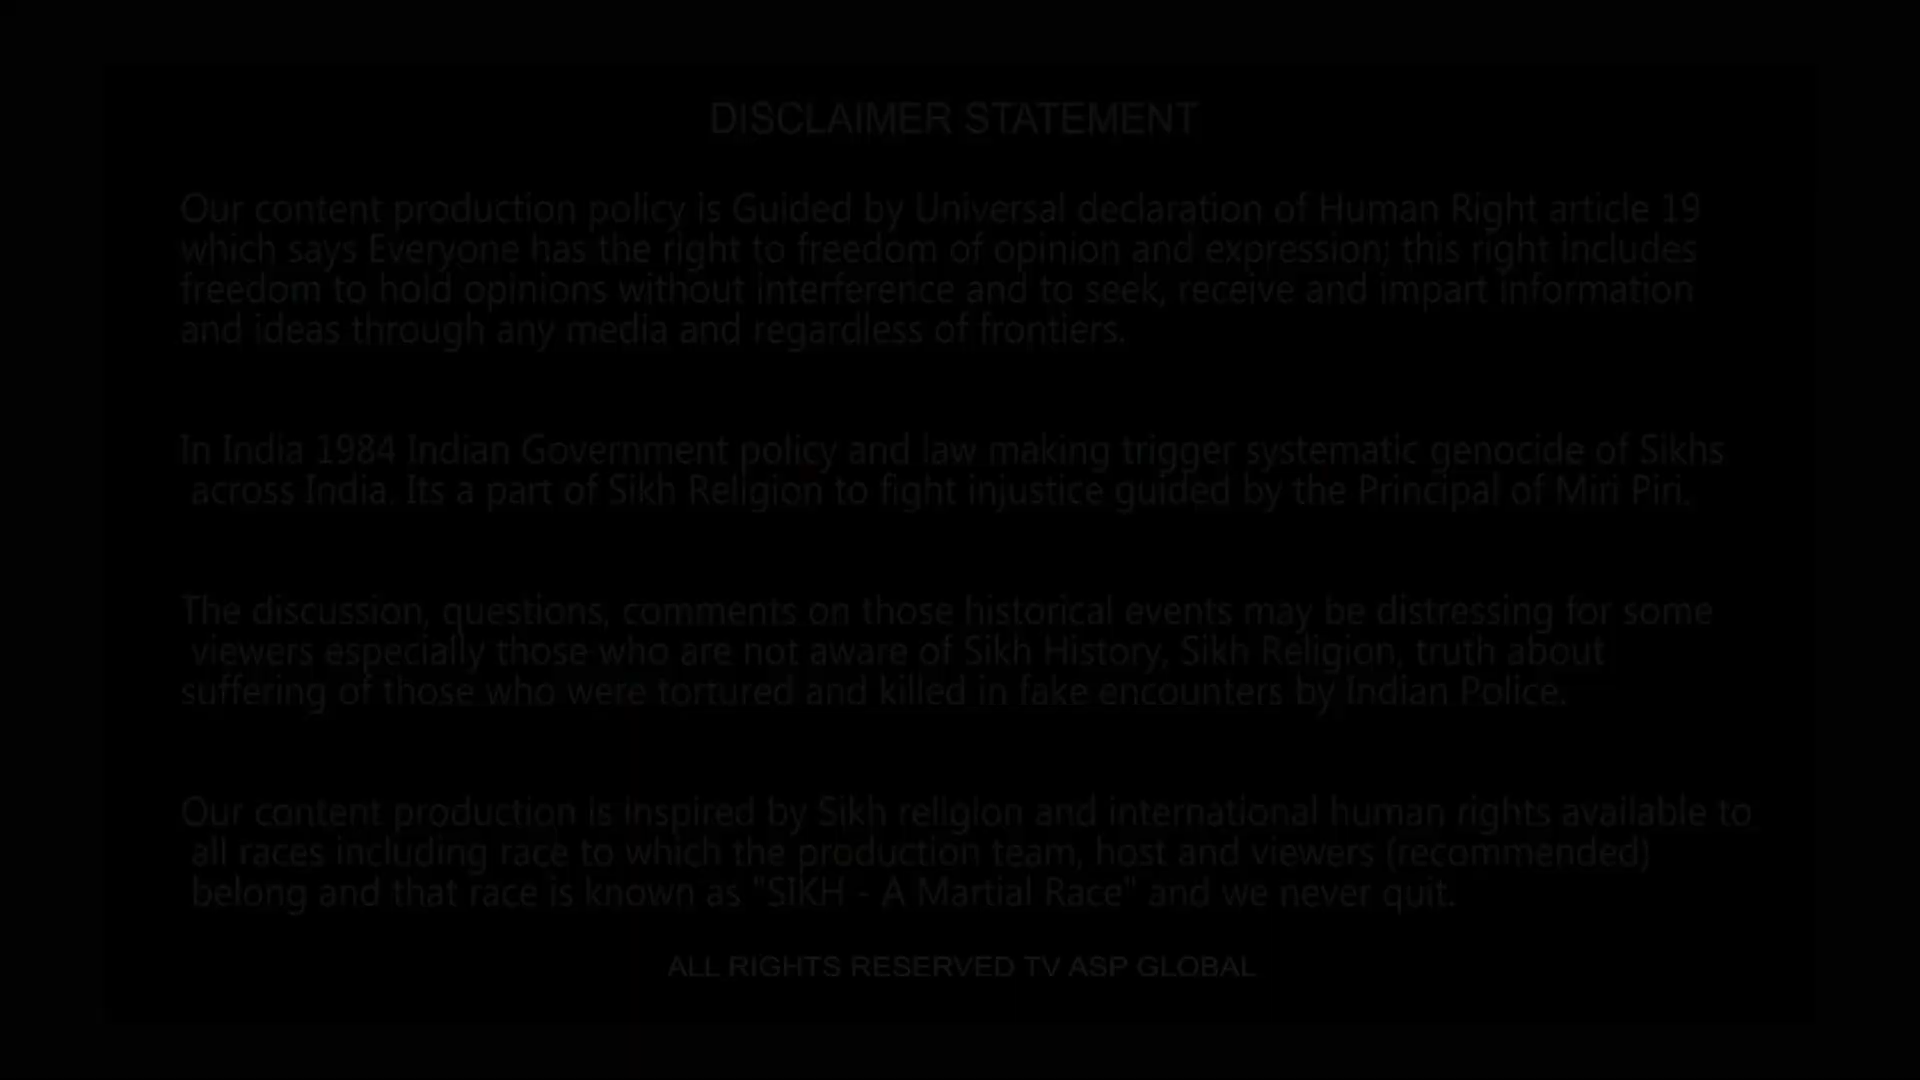 DISCLAIMER STATEMENT
Our content production policy is Guided by Universal declaration of Human Right article 19
which says Everyone has the right to freedom of opinion and expression; this right includes
freedom to hold opinions without interference and to seek, receive and impart information
and ideas through any media and regardless of frontiers.
In India 1984 Indian Government policy and law making trigger systematic genocide of Sikhs
across India. Its a part of Sikh Religion to fight injustice guided by the Principal of Miri Piri.
The discussion, questions, comments on those historical events may be distressing for some
viewers especially those who are not aware of Sikh History, Sikh Religion, truth about
suffering of those who were tortured and killed in fake encounters by Indian Police.
Our content production is inspired by Sikh religion and international human rights available to
all races including race to which the production team, host and viewers (recommended)
belong and that race is known as "SIKH - A Martial Race" and we never quit.
ALL RIGHTS RESERVED TV ASP GLOBAL